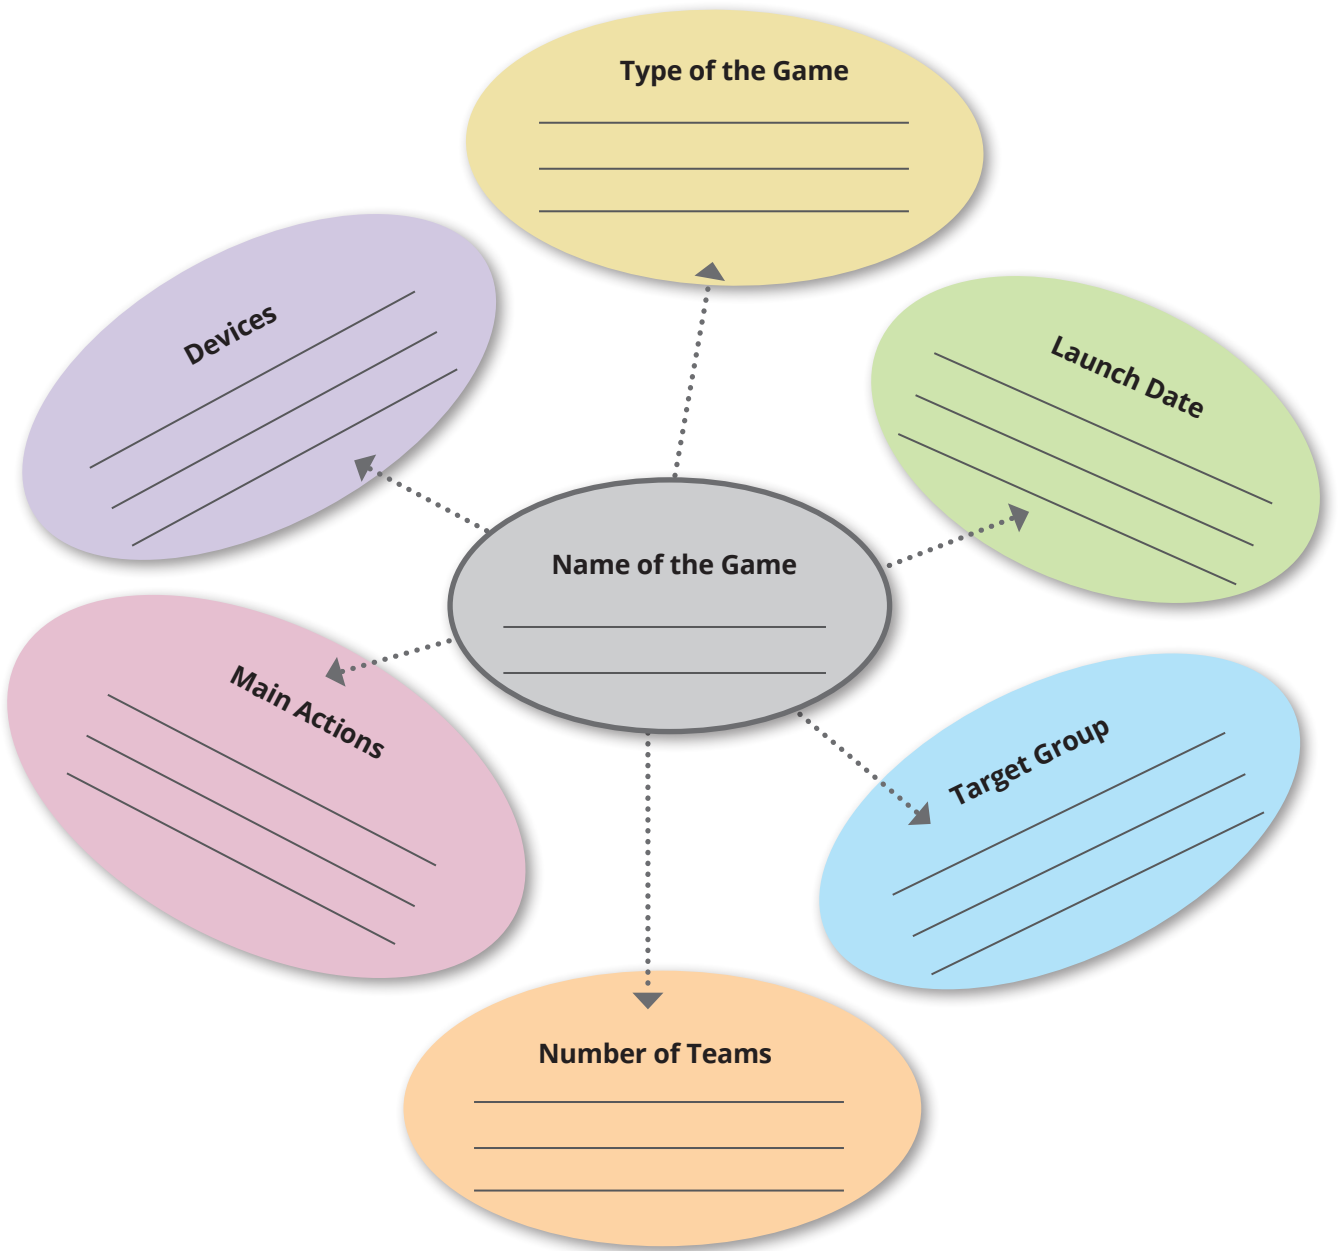 Type of the Game
Devices
Launch Date
Name of the Game
Main Actions
Target Group
Number of Teams